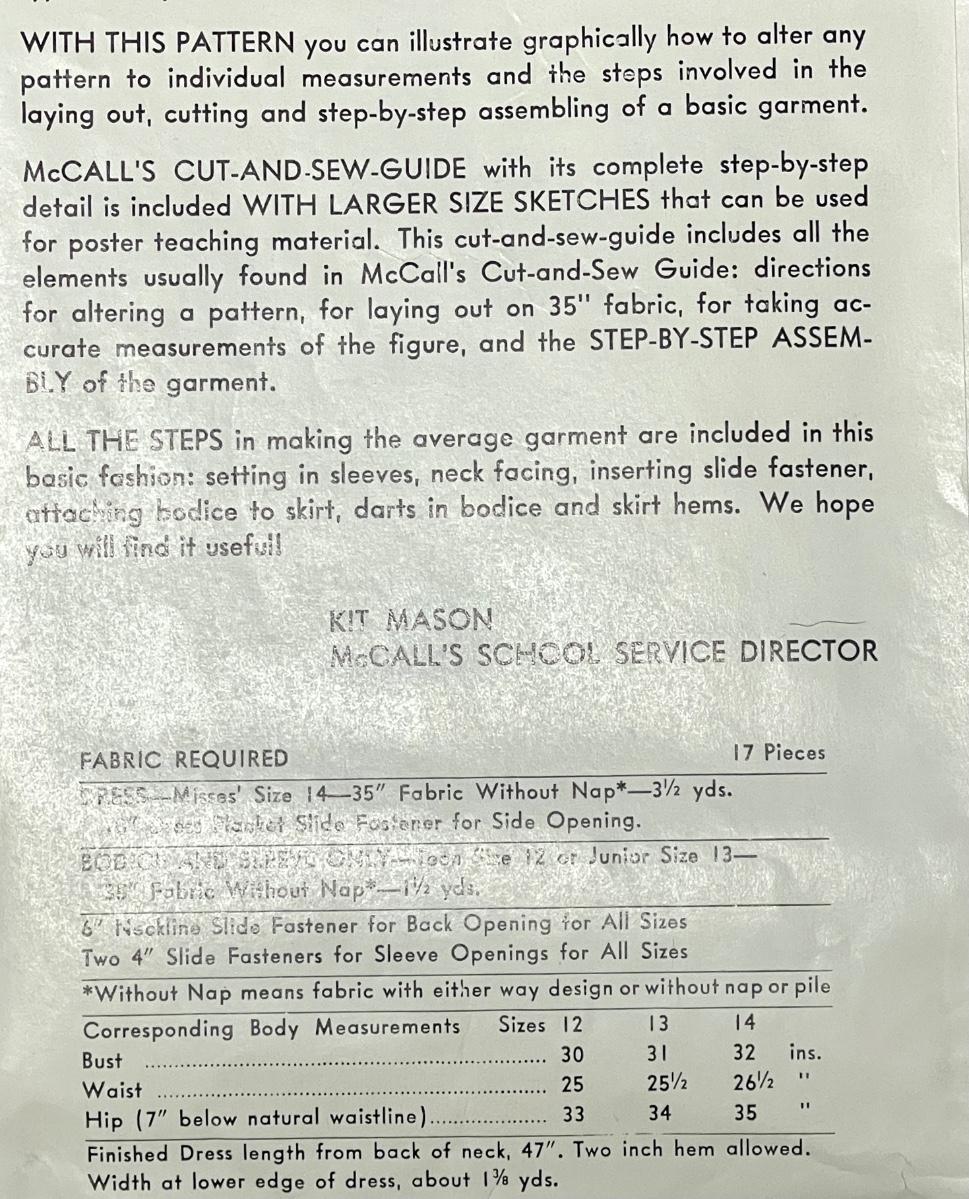 WITH THIS PATTERN you can illustrate graphically how to alter any
pattern to individual measurements and the steps involved in the
laying out, cutting and step-by-step assembling of a basic garment.
McCALL'S CUT-AND-SEW-GUIDE with its complete step-by-step
detail is included WITH LARGER SIZE SKETCHES that can be used
for poster teaching material. This cut-and-sew-guide includes all the
elements usually found in McCall's Cut-and-Sew Guide: directions
for altering a pattern, for laying out on 35" fabric, for taking ac-
curate measurements of the figure, and the STEP-BY-STEP ASSEM-
BLY of the garment.
ALL THE STEPS in making the average garment are included in this
basic fashion: setting in sleeves, neck facing, inserting slide fastener,
attaching bodice to skirt, darts in bodice and skirt hems. We hope
you will find it useful!
KIT MASON
McCALL'S SCHOOL SERVICE DIRECTOR
FABRIC REQUIRED 17 Pieces
DRESS—Misses' Size 14—35" Fabric Without Nap*—3½ yds.
Dress Placket Slide Fastener for Side Opening.
BODICE AND SLEEVE ONLY—Teen Size 12 or Junior Size 13—
35" Fabric Without Nap*—1½ yds.
6" Neckline Slide Fastener for Back Opening for All Sizes
Two 4" Slide Fasteners for Sleeve Openings for All Sizes
*Without Nap means fabric with either way design or without nap or pile
Corresponding Body Measurements Sizes 12 13 14
Bust ........ 30 31 32 ins.
Waist ........ 25 25½ 26½ "
Hip (7" below natural waistline)........ 33 34 35 "
Finished Dress length from back of neck, 47". Two inch hem allowed.
Width at lower edge of dress, about 1⅜ yds.